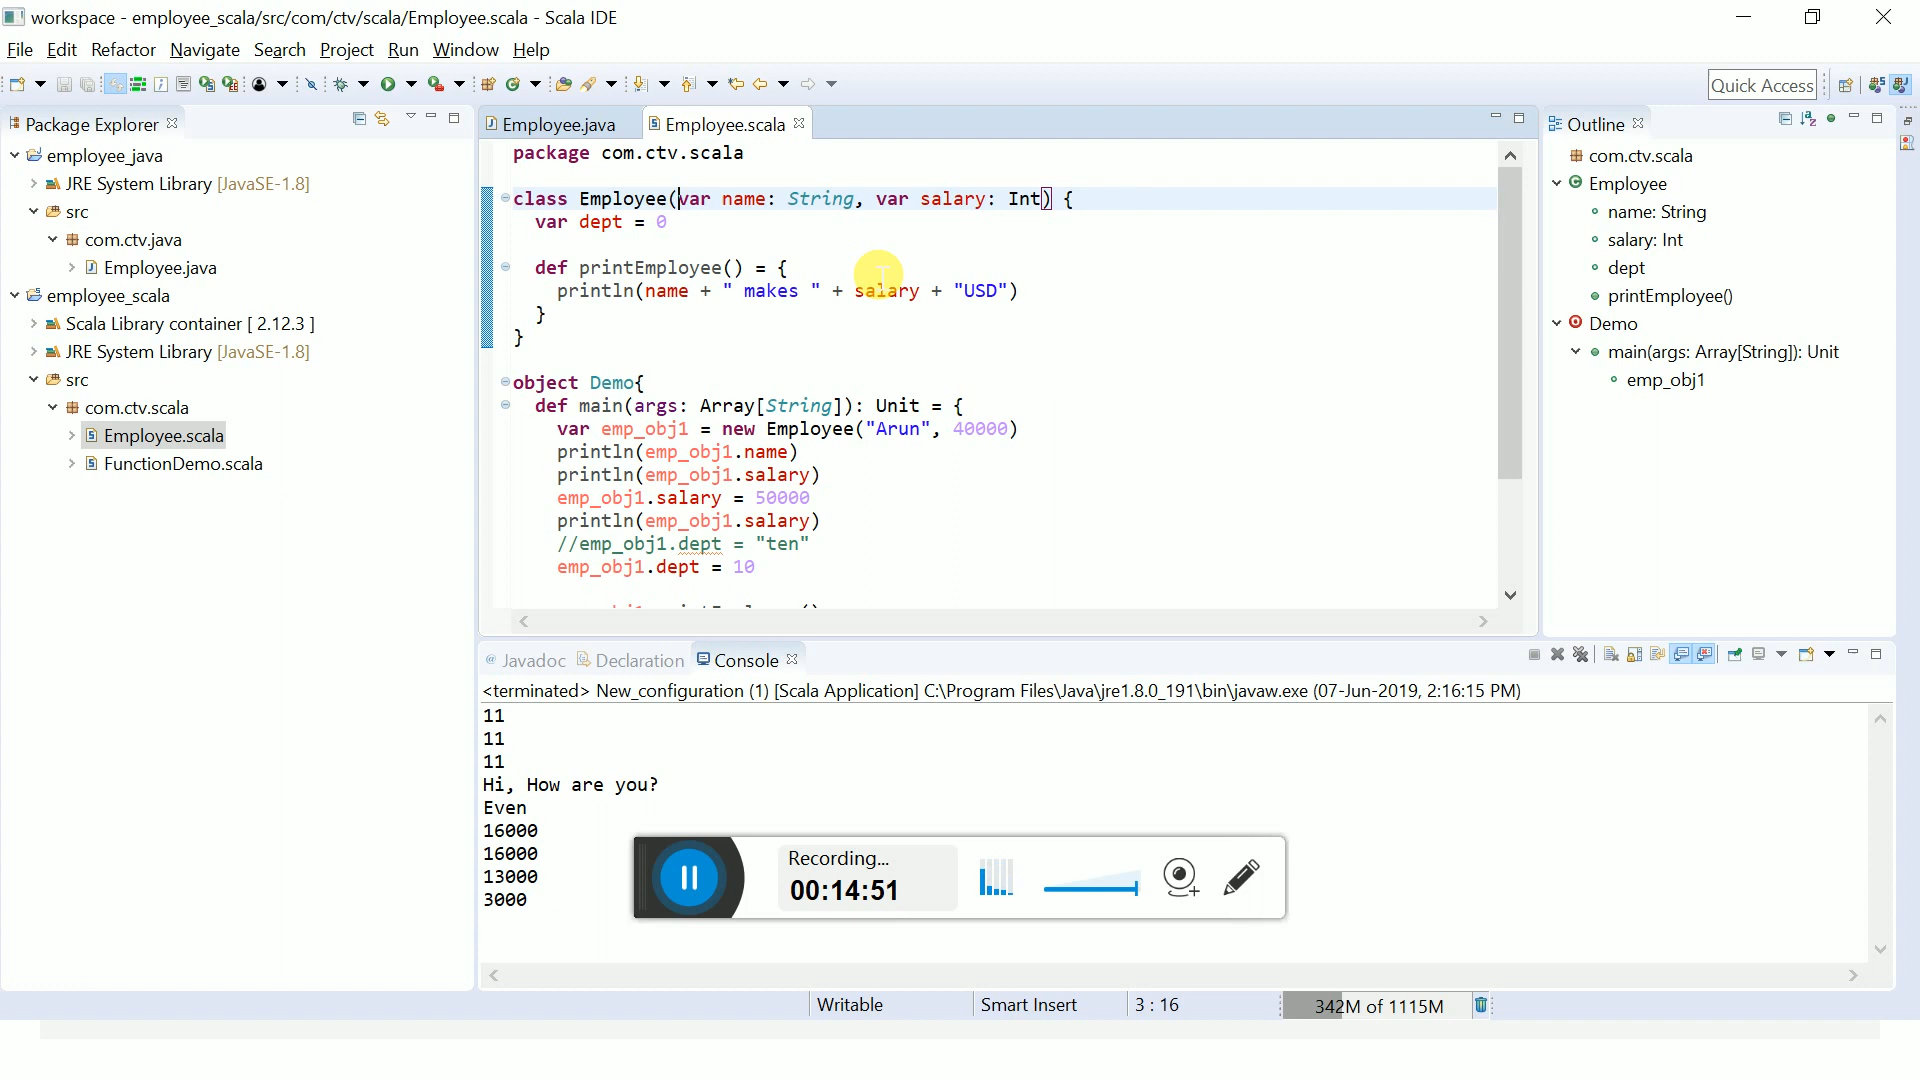 workspace - employee_scala/src/com/ctv/scala/Employee.scala - Scala IDE
File Edit Refactor Navigate Search Project Run Window Help
Quick Access
Package Explorer
employee_java
JRE System Library [JavaSE-1.8]
src
com.ctv.java
Employee.java
employee_scala
Scala Library container [ 2.12.3 ]
JRE System Library [JavaSE-1.8]
src
com.ctv.scala
Employee.scala
FunctionDemo.scala
Employee.java Employee.scala
package com.ctv.scala
class Employee(var name: String, var salary: Int) {
var dept = 0
def printEmployee() = {
println(name + " makes " + salary + "USD")
}
}
object Demo{
def main(args: Array[String]): Unit = {
var emp_obj1 = new Employee("Arun", 40000)
println(emp_obj1.name)
println(emp_obj1.salary)
emp_obj1.salary = 50000
println(emp_obj1.salary)
//emp_obj1.dept = "ten"
emp_obj1.dept = 10
Outline
com.ctv.scala
Employee
name: String
salary: Int
dept
printEmployee()
Demo
main(args: Array[String]): Unit
emp_obj1
@ Javadoc Declaration Console
<terminated> New_configuration (1) [Scala Application] C:\Program Files\Java\jre1.8.0_191\bin\javaw.exe (07-Jun-2019, 2:16:15 PM)
11
11
11
Hi, How are you?
Even
16000
16000
13000
3000
Recording...
00:14:51
Writable Smart Insert 3 : 16 342M of 1115M